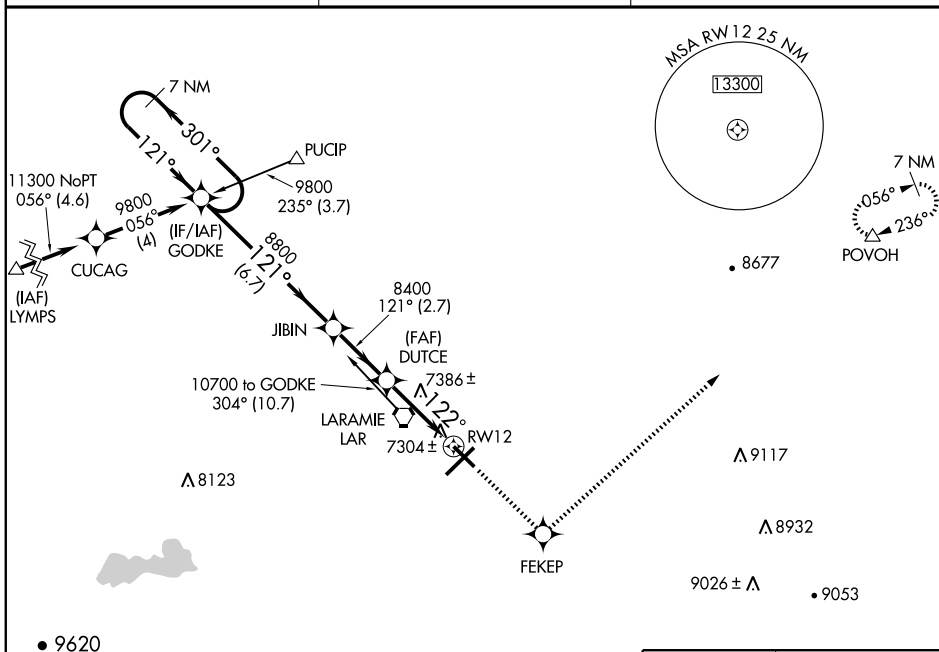 MSA RW12 25 NM
13300
7 NM
301°
121°
PUCIP
9800
235° (3.7)
11300 NoPT
056° (4.6)
9800
056°
(4)
(IF/IAF)
GODKE
CUCAG
(IAF)
LYMPS
7 NM
056°
236°
POVOH
8677
8800
121°
(6.7)
8400
121° (2.7)
JIBIN
(FAF)
DUTCE
10700 to GODKE
304° (10.7)
7386 ±
122°
LARAMIE
LAR
7304 ±
RW12
8123
9117
8932
FEKEP
9026 ±
9053
9620